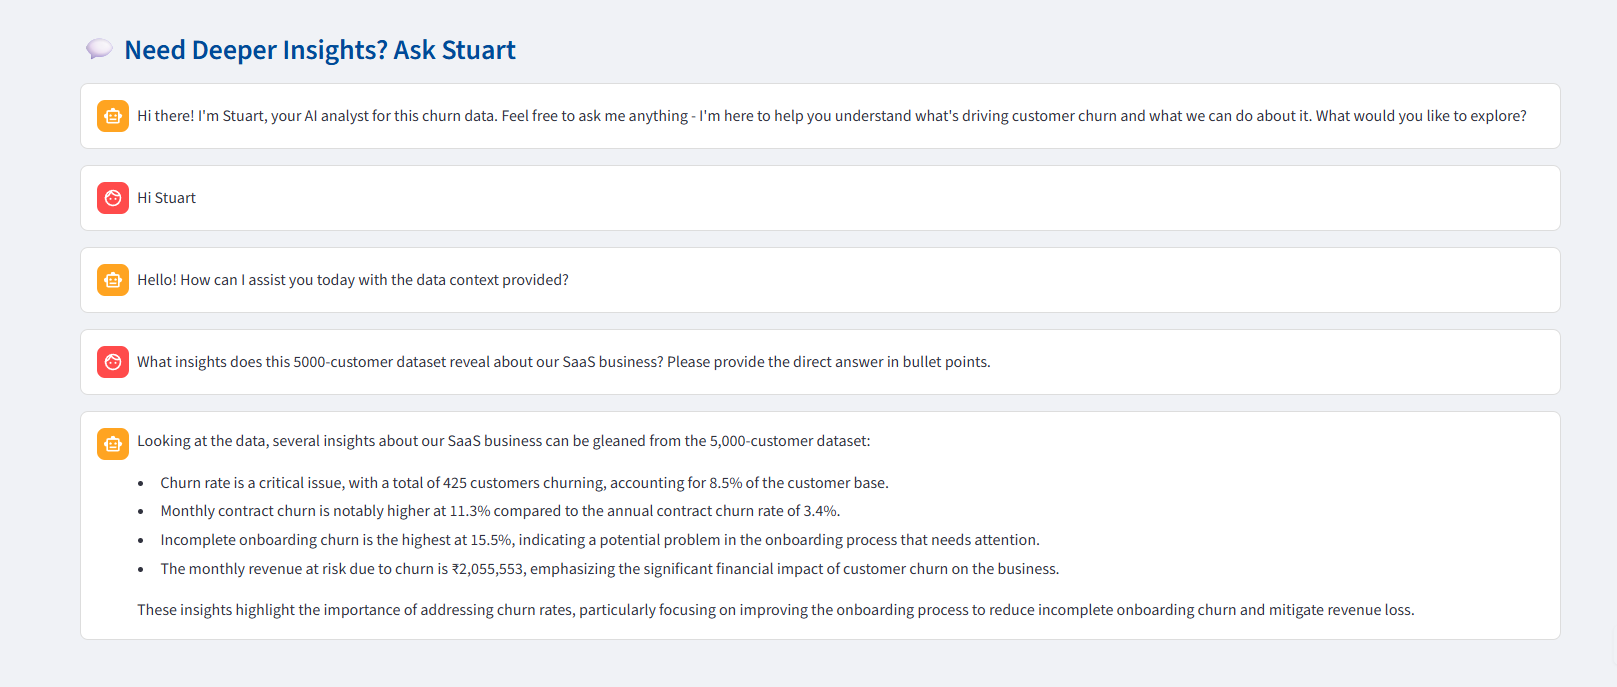 Need Deeper Insights? Ask Stuart
Hi there! I'm Stuart, your AI analyst for this churn data. Feel free to ask me anything - I'm here to help you understand what's driving customer churn and what we can do about it. What would you like to explore?
Hi Stuart
Hello! How can I assist you today with the data context provided?
What insights does this 5000-customer dataset reveal about our SaaS business? Please provide the direct answer in bullet points.
Looking at the data, several insights about our SaaS business can be gleaned from the 5,000-customer dataset:
• Churn rate is a critical issue, with a total of 425 customers churning, accounting for 8.5% of the customer base.
• Monthly contract churn is notably higher at 11.3% compared to the annual contract churn rate of 3.4%.
• Incomplete onboarding churn is the highest at 15.5%, indicating a potential problem in the onboarding process that needs attention.
• The monthly revenue at risk due to churn is ₹2,055,553, emphasizing the significant financial impact of customer churn on the business.
These insights highlight the importance of addressing churn rates, particularly focusing on improving the onboarding process to reduce incomplete onboarding churn and mitigate revenue loss.